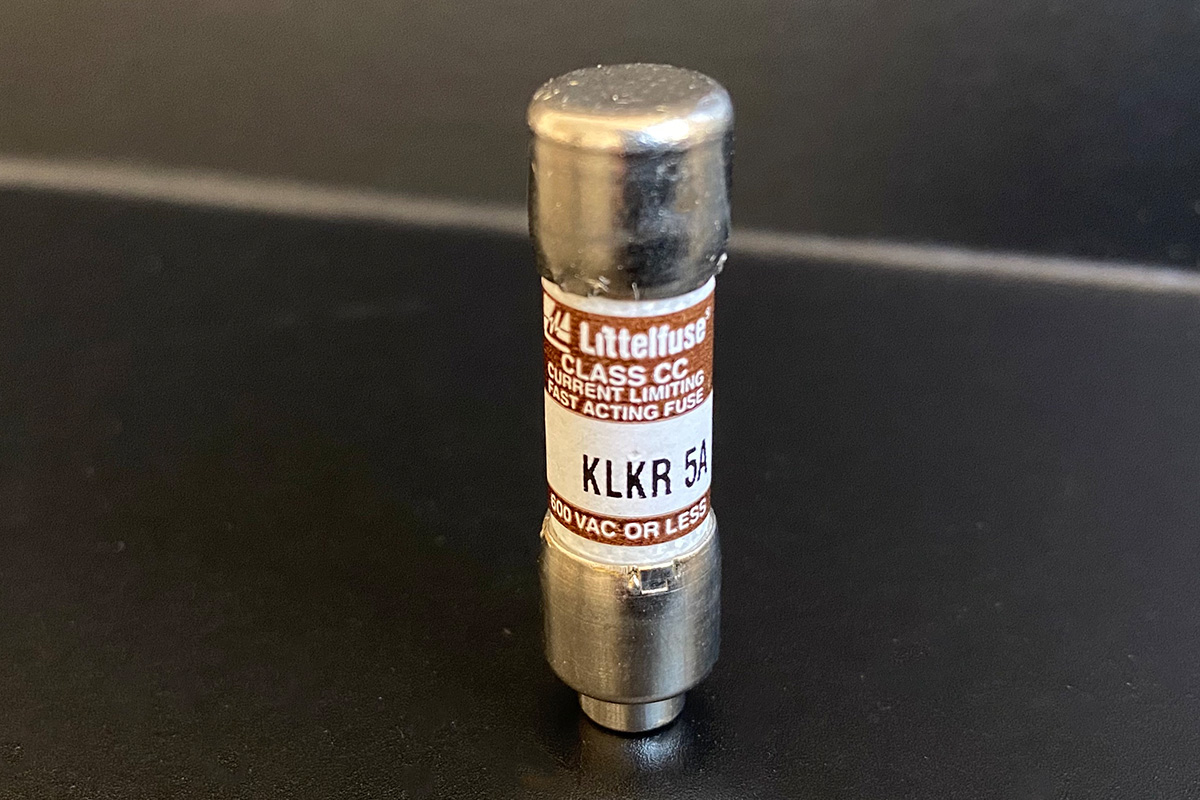 Littelfuse®
CLASS CC
CURRENT LIMITING
FAST ACTING FUSE
KLKR 5A
600 VAC OR LESS